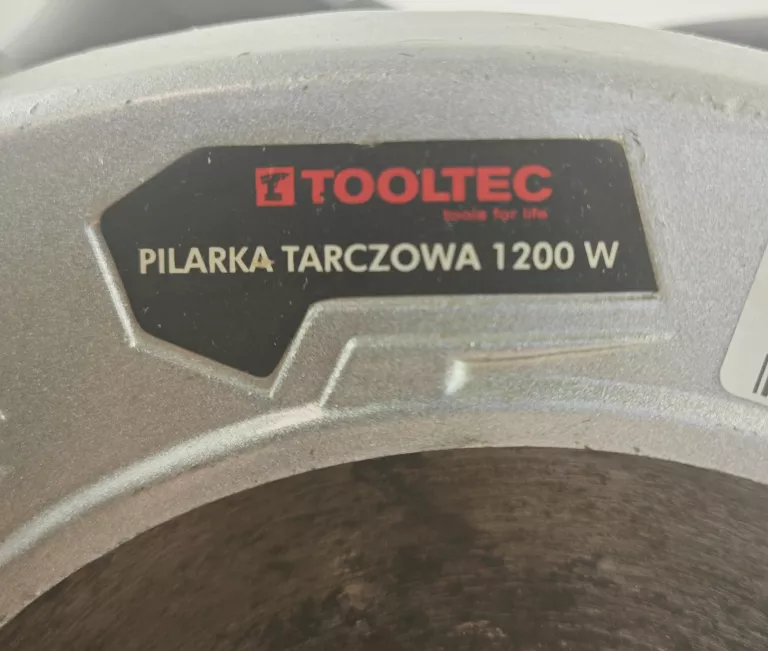 TOOLTEC
tools for life
PILARKA TARCZOWA 1200 W